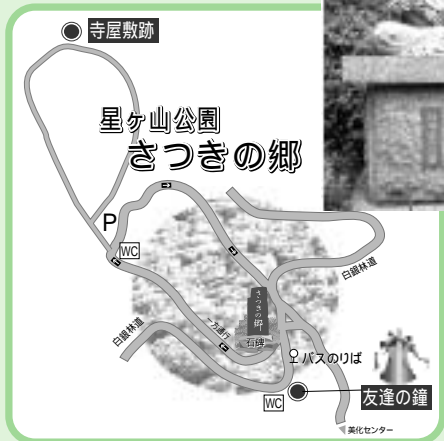 寺屋敷跡
星ヶ山公園
さつきの郷
P
WC
白銀林道
さつきの郷
石碑
一方通行
白銀林道
バスのりば
WC
友逢の鐘
美化センター